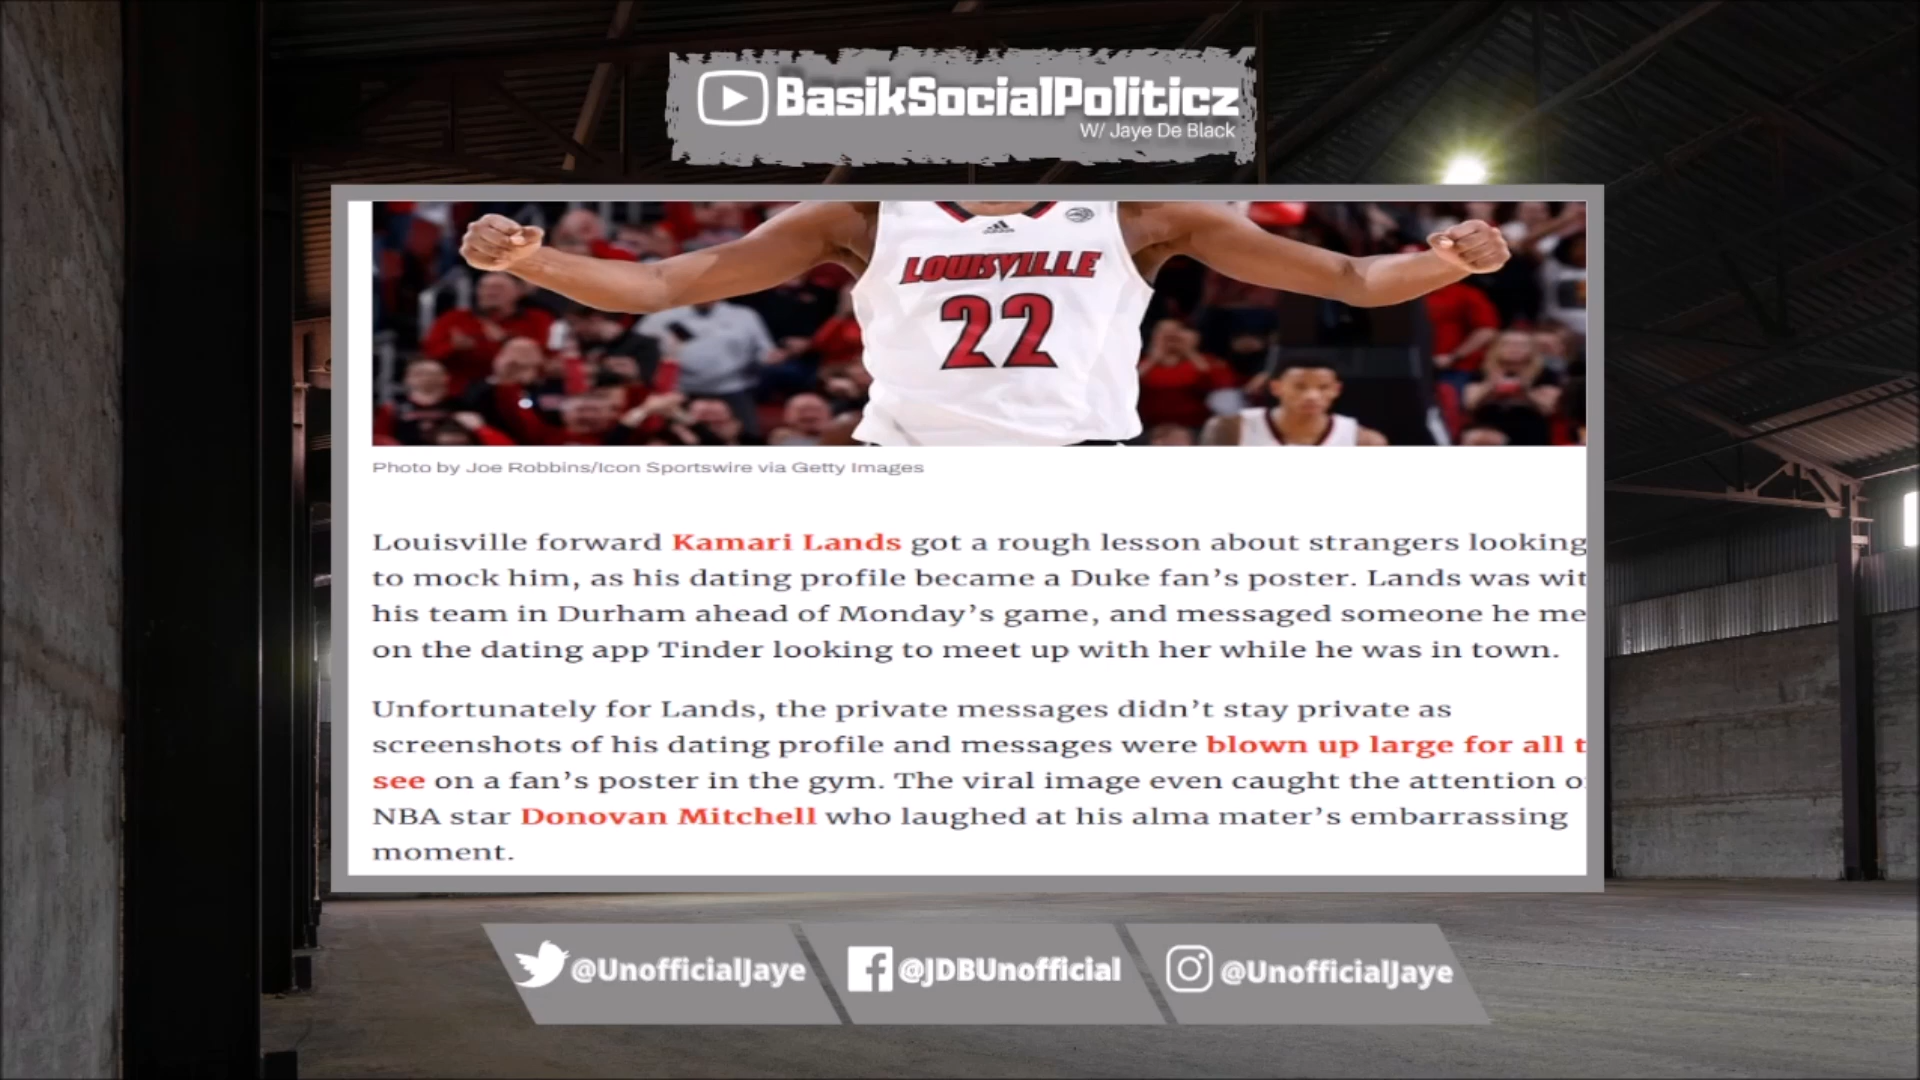 BasikSocialPoliticz
W/ Jaye De Black
LOUISVILLE
22
Photo by Joe Robbins/Icon Sportswire via Getty Images
Louisville forward Kamari Lands got a rough lesson about strangers looking
to mock him, as his dating profile became a Duke fan’s poster. Lands was wit
his team in Durham ahead of Monday’s game, and messaged someone he me
on the dating app Tinder looking to meet up with her while he was in town.
Unfortunately for Lands, the private messages didn’t stay private as
screenshots of his dating profile and messages were blown up large for all t
see on a fan’s poster in the gym. The viral image even caught the attention o
NBA star Donovan Mitchell who laughed at his alma mater’s embarrassing
moment.
@UnofficialJaye @JDBUnofficial @UnofficialJaye